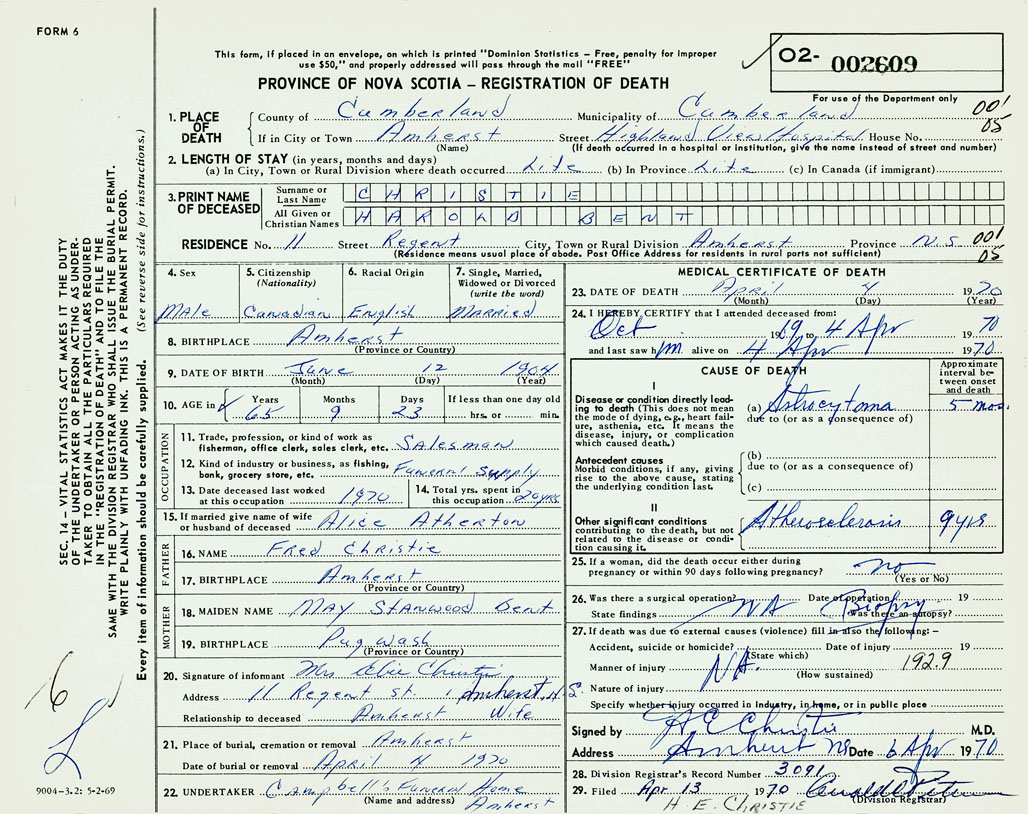 FORM 6
This form, if placed in an envelope, on which is printed "Dominion Statistics – Free, penalty for improper
use $50," and properly addressed will pass through the mail "FREE"
O2- 002609
For use of the Department only
PROVINCE OF NOVA SCOTIA – REGISTRATION OF DEATH
1. PLACE OF DEATH
County of Cumberland Municipality of Cumberland 001
If in City or Town Amherst Street Highland View Hospital House No. 05
(Name) (If death occurred in a hospital or institution, give the name instead of street and number)
2. LENGTH OF STAY (in years, months and days)
(a) In City, Town or Rural Division where death occurred Life (b) In Province Life (c) In Canada (if immigrant)
3. PRINT NAME OF DECEASED
Surname or Last Name CHRISTIE
All Given or Christian Names HAROLD BENT
RESIDENCE No. 11 Street Regent City, Town or Rural Division Amherst Province N.S 001
(Residence means usual place of abode. Post Office Address for residents in rural parts not sufficient) 05
4. Sex
Male
5. Citizenship (Nationality)
Canadian
6. Racial Origin
English
7. Single, Married, Widowed or Divorced (write the word)
Married
8. BIRTHPLACE Amherst
(Province or Country)
9. DATE OF BIRTH June 12 1904
(Month) (Day) (Year)
10. AGE in Years Months Days If less than one day old
65 9 23 hrs. or min.
OCCUPATION
11. Trade, profession, or kind of work as
fishermen, office clerk, sales clerk, etc. Salesman
12. Kind of industry or business, as fishing,
bank, grocery store, etc. Funeral Supply
13. Date deceased last worked
at this occupation 1970
14. Total yrs. spent in
this occupation 20 yrs
15. If married give name of wife
or husband of deceased Alice Atherton
FATHER
16. NAME Fred Christie
17. BIRTHPLACE Amherst
(Province or Country)
MOTHER
18. MAIDEN NAME May Stanwood Bent
19. BIRTHPLACE Pugwash
(Province or Country)
20. Signature of informant Mrs Alice Christie
Address 11 Regent St. Amherst, N.S.
Relationship to deceased Amherst Wife
21. Place of burial, cremation or removal Amherst
Date of burial or removal April 4 1970
22. UNDERTAKER Campbell's Funeral Home
(Name and address) Amherst
MEDICAL CERTIFICATE OF DEATH
23. DATE OF DEATH April 4 1970
(Month) (Day) (Year)
24. I HEREBY CERTIFY that I attended deceased from:
Oct 1969 to 4 Apr 1970
and last saw him alive on 4 Apr 1970
CAUSE OF DEATH
Approximate interval between onset and death
I
Disease or condition directly leading to death (This does not mean the mode of dying, e.g., heart failure, asthenia, etc. It means the disease, injury, or complication which caused death.)
(a) Astrocytoma 5 mos.
due to (or as a consequence of)
Antecedent causes
Morbid conditions, if any, giving rise to the above cause, stating the underlying condition last.
(b)
due to (or as a consequence of)
(c)
II
Other significant conditions
contributing to the death, but not related to the disease or condition causing it.
Atherosclerosis 9 yrs
25. If a woman, did the death occur either during
pregnancy or within 90 days following pregnancy? no
(Yes or No)
26. Was there a surgical operation? Date of operation 19
State findings NA Biopsy Was there an autopsy?
27. If death was due to external causes (violence) fill in also the following: –
Accident, suicide or homicide? Date of injury 19
(State which) 192.9
Manner of injury NA.
(How sustained)
Nature of injury
Specify whether injury occurred in Industry, in home, or in public place
Signed by H E Christie M.D.
Address Amherst NS Date 6 Apr 1970
28. Division Registrar's Record Number 3091
29. Filed Apr. 13 1970
(Division Registrar)
H. E. CHRISTIE
SEC. 14 – VITAL STATISTICS ACT MAKES IT THE DUTY
OF THE UNDERTAKER OR PERSON ACTING AS UNDER-
TAKER TO OBTAIN ALL THE PARTICULARS REQUIRED
IN THE "REGISTRATION OF DEATH" AND TO FILE THE
SAME WITH THE DIVISION REGISTRAR WHO SHALL ISSUE THE BURIAL PERMIT.
WRITE PLAINLY WITH UNFADING INK. THIS IS A PERMANENT RECORD.
Every item of information should be carefully supplied. (See reverse side for instructions.)
6
9004-3.2: 5-2-69